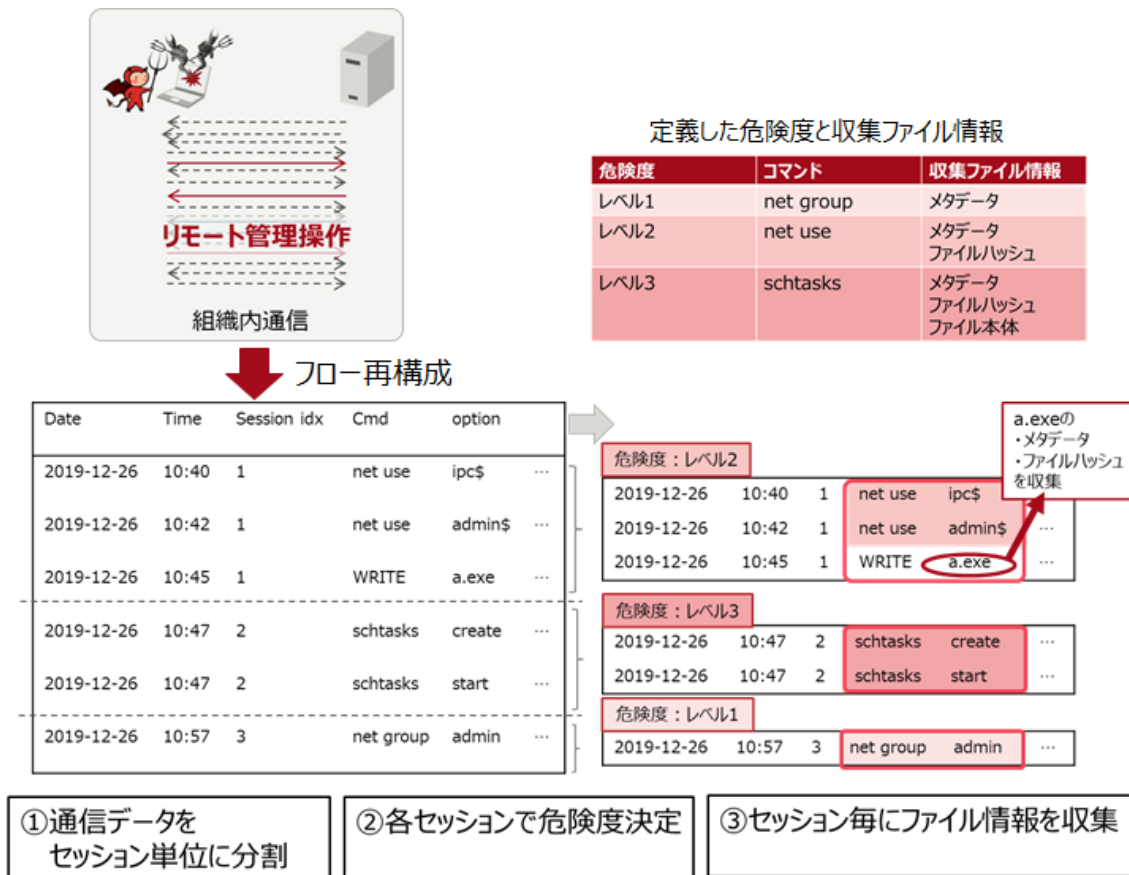 リモート管理操作
組織内通信
定義した危険度と収集ファイル情報
危険度 コマンド 収集ファイル情報
レベル1 net group メタデータ
レベル2 net use メタデータ
ファイルハッシュ
レベル3 schtasks メタデータ
ファイルハッシュ
ファイル本体
フロー再構成
Date Time Session idx Cmd option
2019-12-26 10:40 1 net use ipc$ …
2019-12-26 10:42 1 net use admin$ …
2019-12-26 10:45 1 WRITE a.exe …
2019-12-26 10:47 2 schtasks create …
2019-12-26 10:47 2 schtasks start …
2019-12-26 10:57 3 net group admin …
a.exeの
・メタデータ
・ファイルハッシュ
を収集
危険度：レベル2
2019-12-26 10:40 1 net use ipc$
2019-12-26 10:42 1 net use admin$ …
2019-12-26 10:45 1 WRITE a.exe …
危険度：レベル3
2019-12-26 10:47 2 schtasks create …
2019-12-26 10:47 2 schtasks start …
危険度：レベル1
2019-12-26 10:57 3 net group admin …
①通信データを
セッション単位に分割
②各セッションで危険度決定
③セッション毎にファイル情報を収集